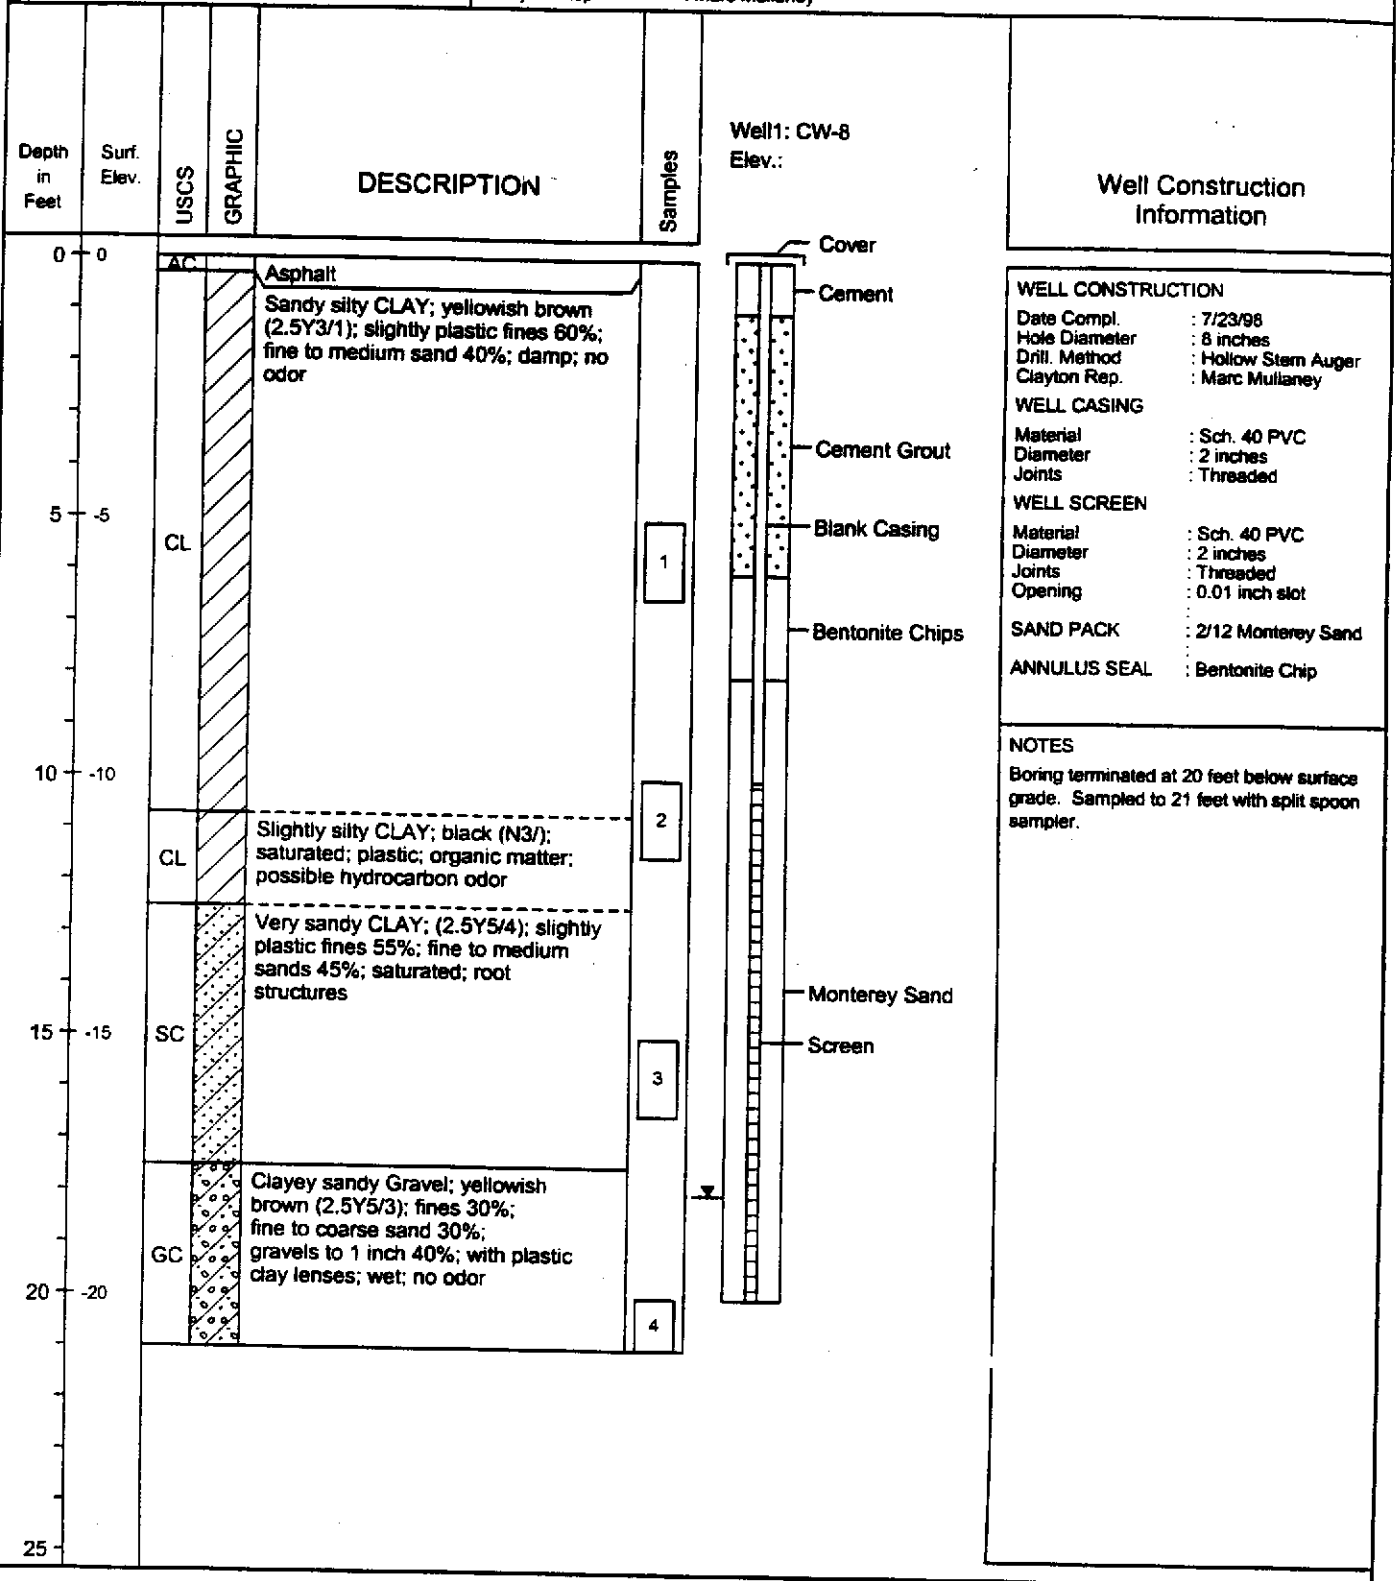 Depth
in
Feet
Surf.
Elev.
USCS
GRAPHIC
DESCRIPTION
Samples
Well1: CW-8
Elev.:
Well Construction
Information
0
0
AC
Asphalt
Sandy silty CLAY; yellowish brown
(2.5Y3/1); slightly plastic fines 60%;
fine to medium sand 40%; damp; no
odor
5
-5
CL
1
10
-10
2
CL
Slightly silty CLAY; black (N3/);
saturated; plastic; organic matter;
possible hydrocarbon odor
Very sandy CLAY; (2.5Y5/4); slightly
plastic fines 55%; fine to medium
sands 45%; saturated; root
structures
15
-15
SC
3
Clayey sandy Gravel; yellowish
brown (2.5Y5/3); fines 30%;
fine to coarse sand 30%;
gravels to 1 inch 40%; with plastic
clay lenses; wet; no odor
GC
20
-20
4
25
Cover
Cement
Cement Grout
Blank Casing
Bentonite Chips
Monterey Sand
Screen
WELL CONSTRUCTION
Date Compl. : 7/23/98
Hole Diameter : 8 inches
Drill. Method : Hollow Stem Auger
Clayton Rep. : Marc Mullaney
WELL CASING
Material : Sch. 40 PVC
Diameter : 2 inches
Joints : Threaded
WELL SCREEN
Material : Sch. 40 PVC
Diameter : 2 inches
Joints : Threaded
Opening : 0.01 inch slot
:
SAND PACK : 2/12 Monterey Sand
:
ANNULUS SEAL : Bentonite Chip
NOTES
Boring terminated at 20 feet below surface
grade. Sampled to 21 feet with split spoon
sampler.